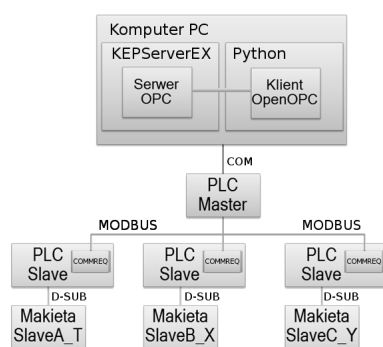 Komputer PC
KEPServerEX Python
Serwer
OPC
Klient
OpenOPC
COM
PLC
Master
MODBUS MODBUS
PLC
Slave
COMMREQ
PLC
Slave
COMMREQ
PLC
Slave
COMMREQ
D-SUB D-SUB D-SUB
Makieta
SlaveA_T
Makieta
SlaveB_X
Makieta
SlaveC_Y